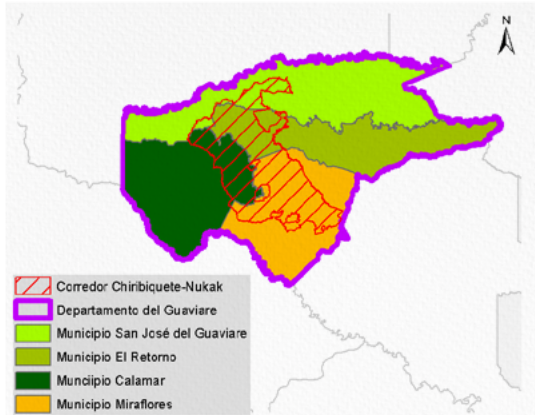 N
Corredor Chiribiquete-Nukak
Departamento del Guaviare
Municipio San José del Guaviare
Municipio El Retorno
Munciipio Calamar
Municipio Miraflores